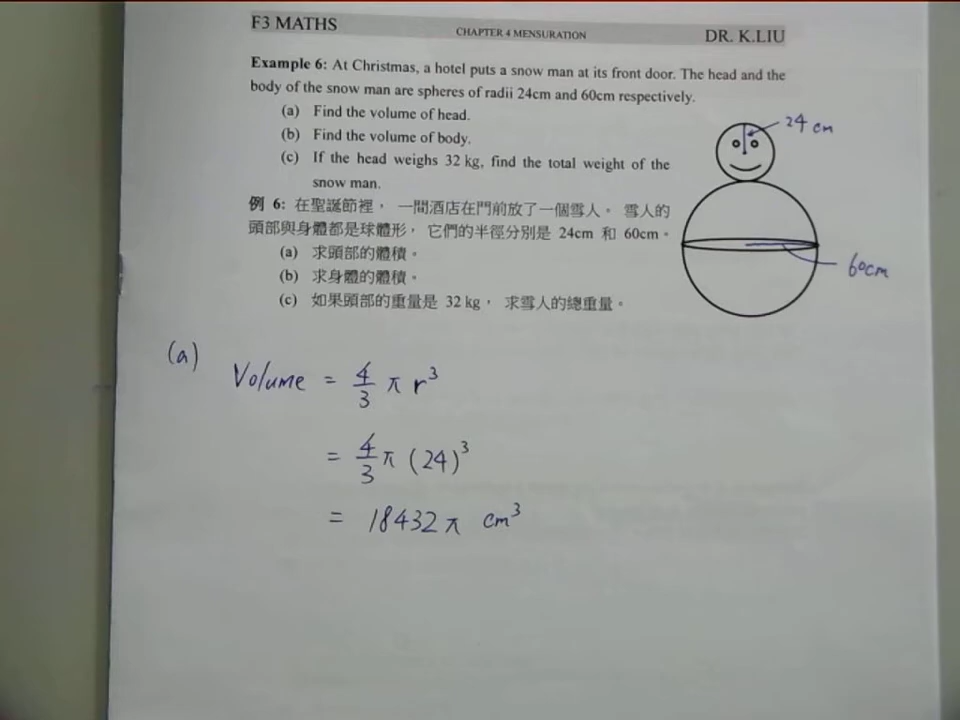 F3 MATHS CHAPTER 4 MENSURATION DR. K.LIU
Example 6: At Christmas, a hotel puts a snow man at its front door. The head and the
body of the snow man are spheres of radii 24cm and 60cm respectively.
(a) Find the volume of head.
(b) Find the volume of body.
(c) If the head weighs 32 kg, find the total weight of the
snow man.
24 cm
例 6: 在聖誕節裡，一間酒店在門前放了一個雪人。雪人的
頭部與身體都是球體形，它們的半徑分別是 24cm 和 60cm。
(a) 求頭部的體積。
(b) 求身體的體積。
(c) 如果頭部的重量是 32 kg，求雪人的總重量。
60cm
(a)
Volume = 4/3 π r³
= 4/3 π (24)³
= 18432 π cm³